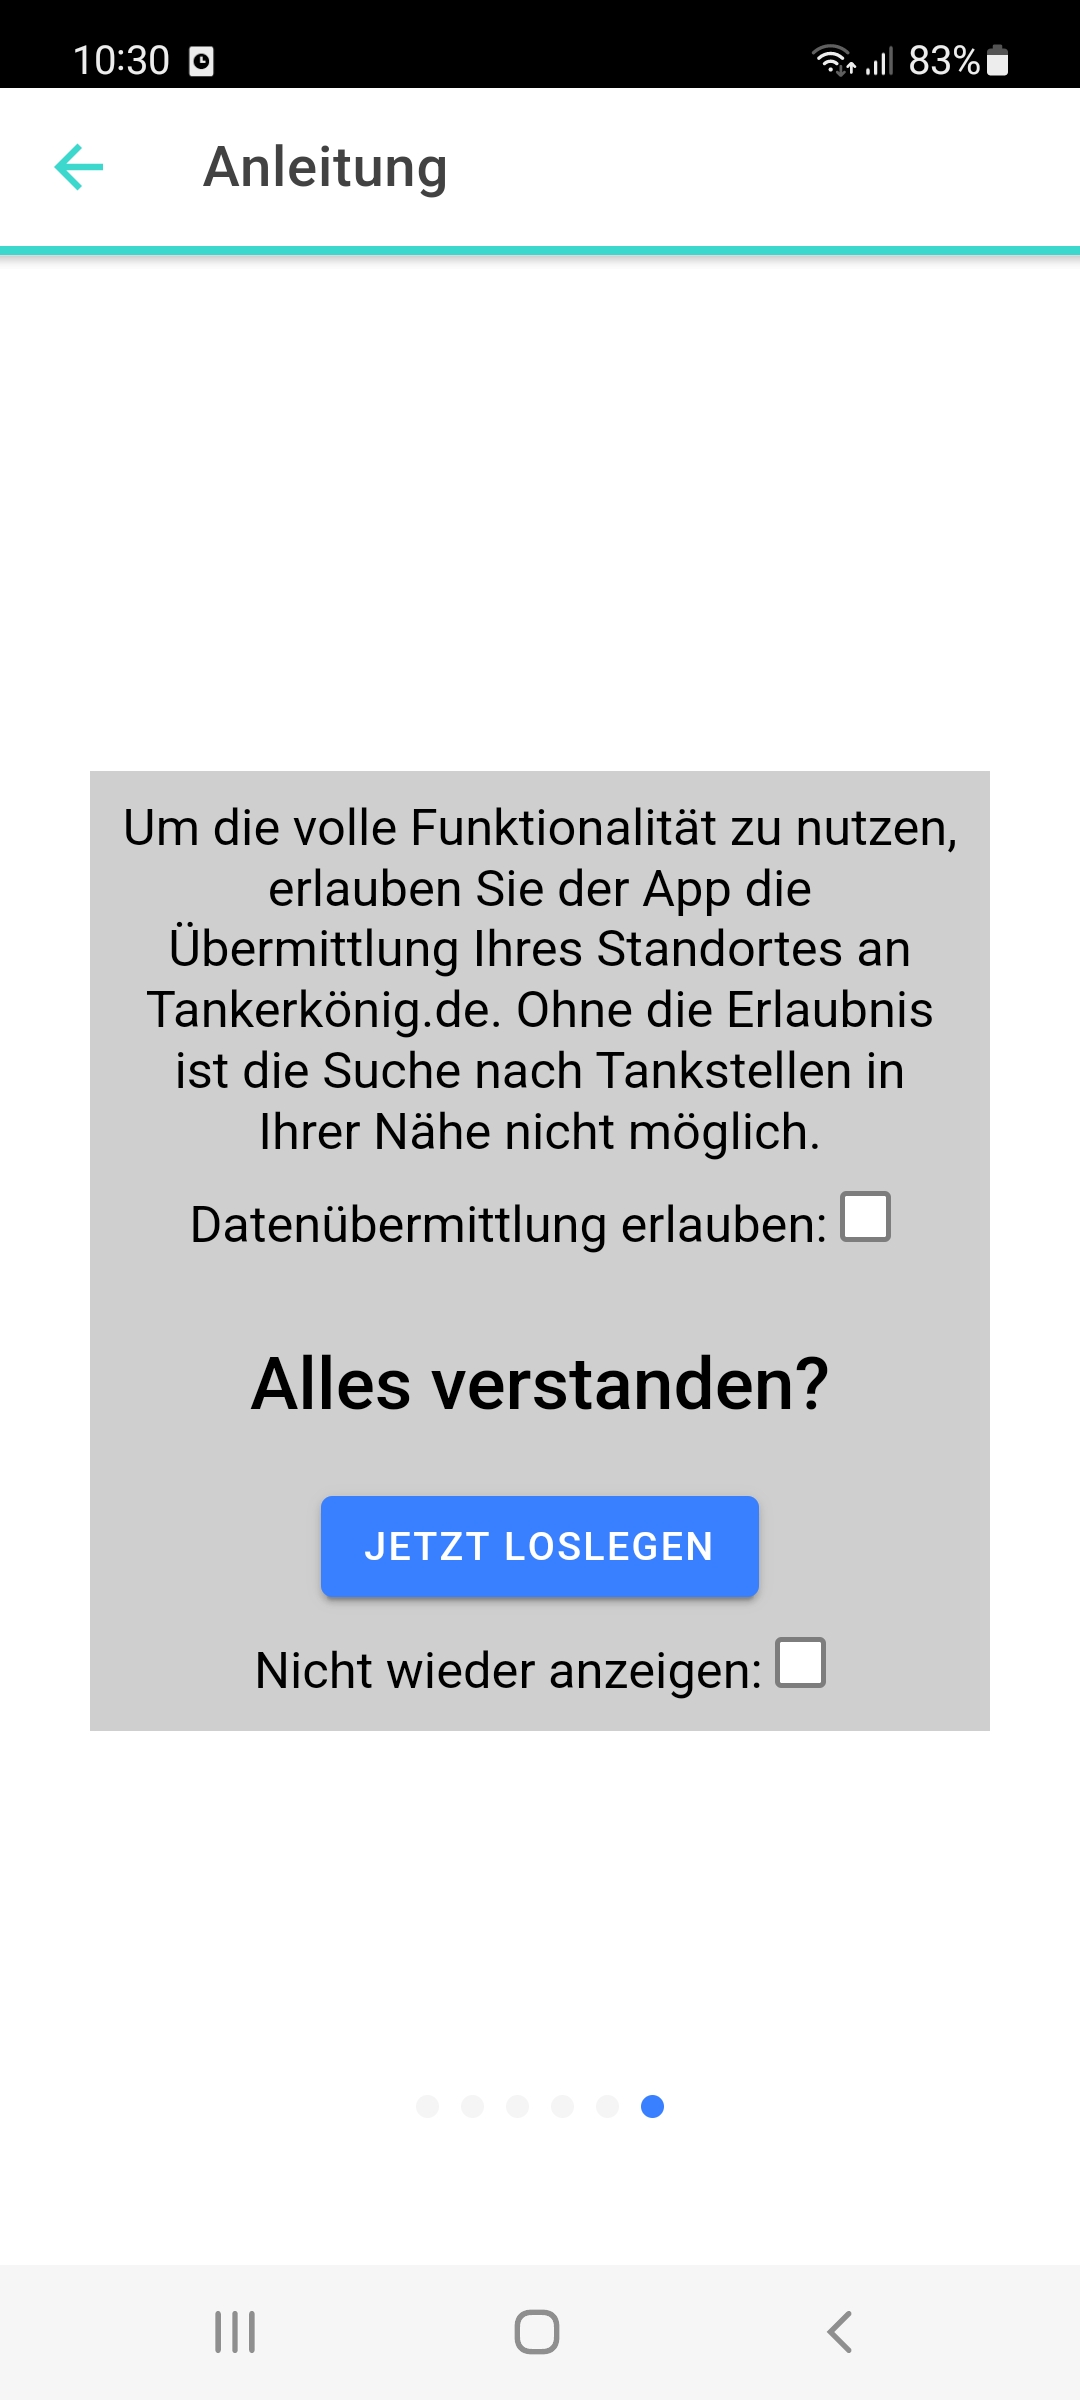 10:30
83%
Anleitung
Um die volle Funktionalität zu nutzen,
erlauben Sie der App die
Übermittlung Ihres Standortes an
Tankerkönig.de. Ohne die Erlaubnis
ist die Suche nach Tankstellen in
Ihrer Nähe nicht möglich.
Datenübermittlung erlauben:
Alles verstanden?
JETZT LOSLEGEN
Nicht wieder anzeigen: